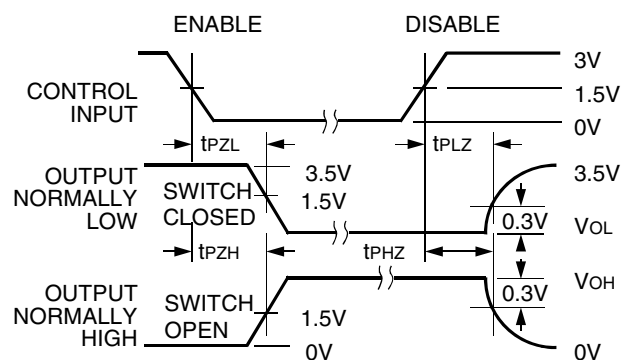 ENABLE
DISABLE
CONTROL
INPUT
3V
1.5V
0V
tPZL
tPLZ
OUTPUT
NORMALLY
LOW
SWITCH
CLOSED
3.5V
1.5V
3.5V
0.3V
VOL
tPZH
tPHZ
OUTPUT
NORMALLY
HIGH
SWITCH
OPEN
1.5V
0V
0.3V
VOH
0V